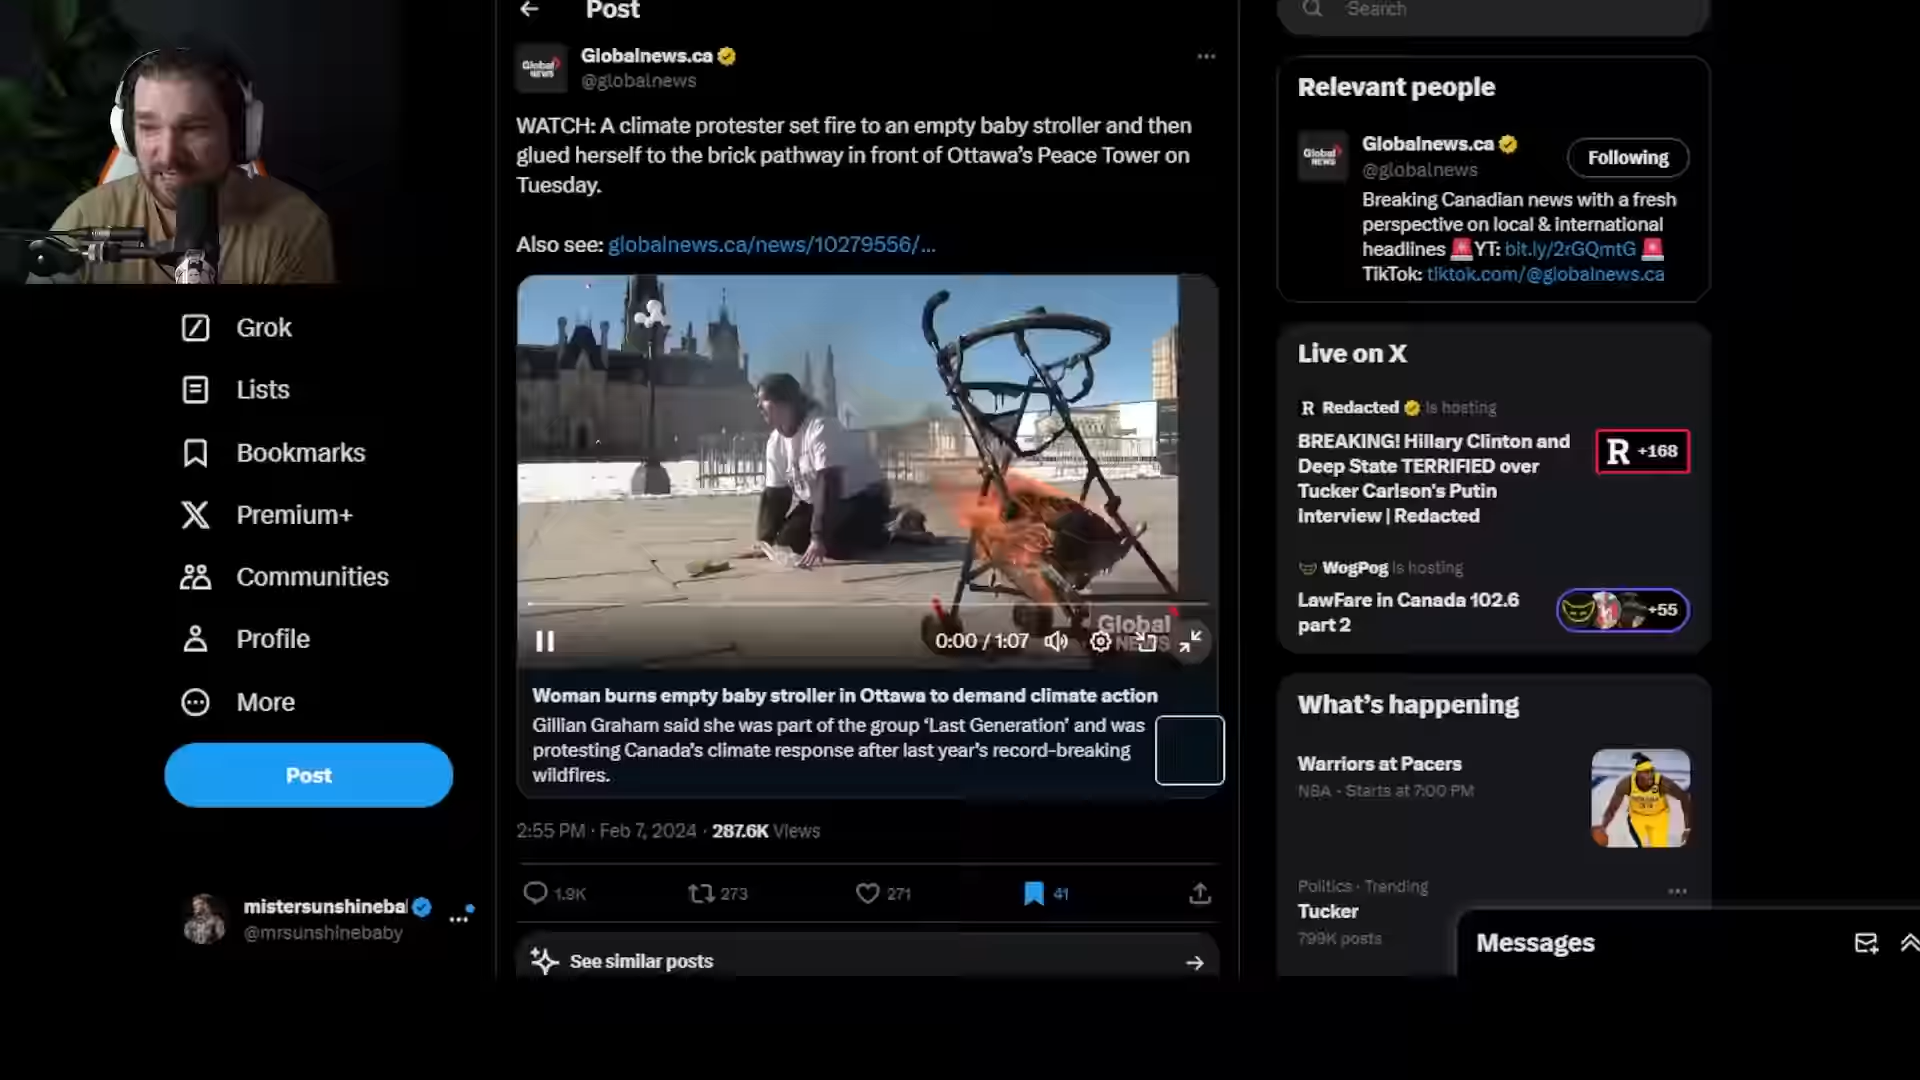 Post
Search
Globalnews.ca
@globalnews
WATCH: A climate protester set fire to an empty baby stroller and then
glued herself to the brick pathway in front of Ottawa's Peace Tower on
Tuesday.
Also see: globalnews.ca/news/10279556/...
Global
NEWS
0:00 / 1:07
Woman burns empty baby stroller in Ottawa to demand climate action
Gillian Graham said she was part of the group 'Last Generation' and was
protesting Canada's climate response after last year's record-breaking
wildfires.
2:55 PM · Feb 7, 2024 · 287.6K Views
1.9K
273
271
41
See similar posts
Grok
Lists
Bookmarks
Premium+
Communities
Profile
More
Post
mistersunshinebal
@mrsunshinebaby
Relevant people
Global
NEWS
Globalnews.ca
@globalnews
Following
Breaking Canadian news with a fresh
perspective on local & international
headlines 🚨YT: bit.ly/2rGQmtG 🚨
TikTok: tiktok.com/@globalnews.ca
Live on X
R Redacted is hosting
BREAKING! Hillary Clinton and
Deep State TERRIFIED over
Tucker Carlson's Putin
Interview | Redacted
R +168
WogPog is hosting
LawFare in Canada 102.6
part 2
+55
What's happening
Warriors at Pacers
NBA · Starts at 7:00 PM
Politics · Trending
Tucker
799K posts
Messages
Global
NEWS